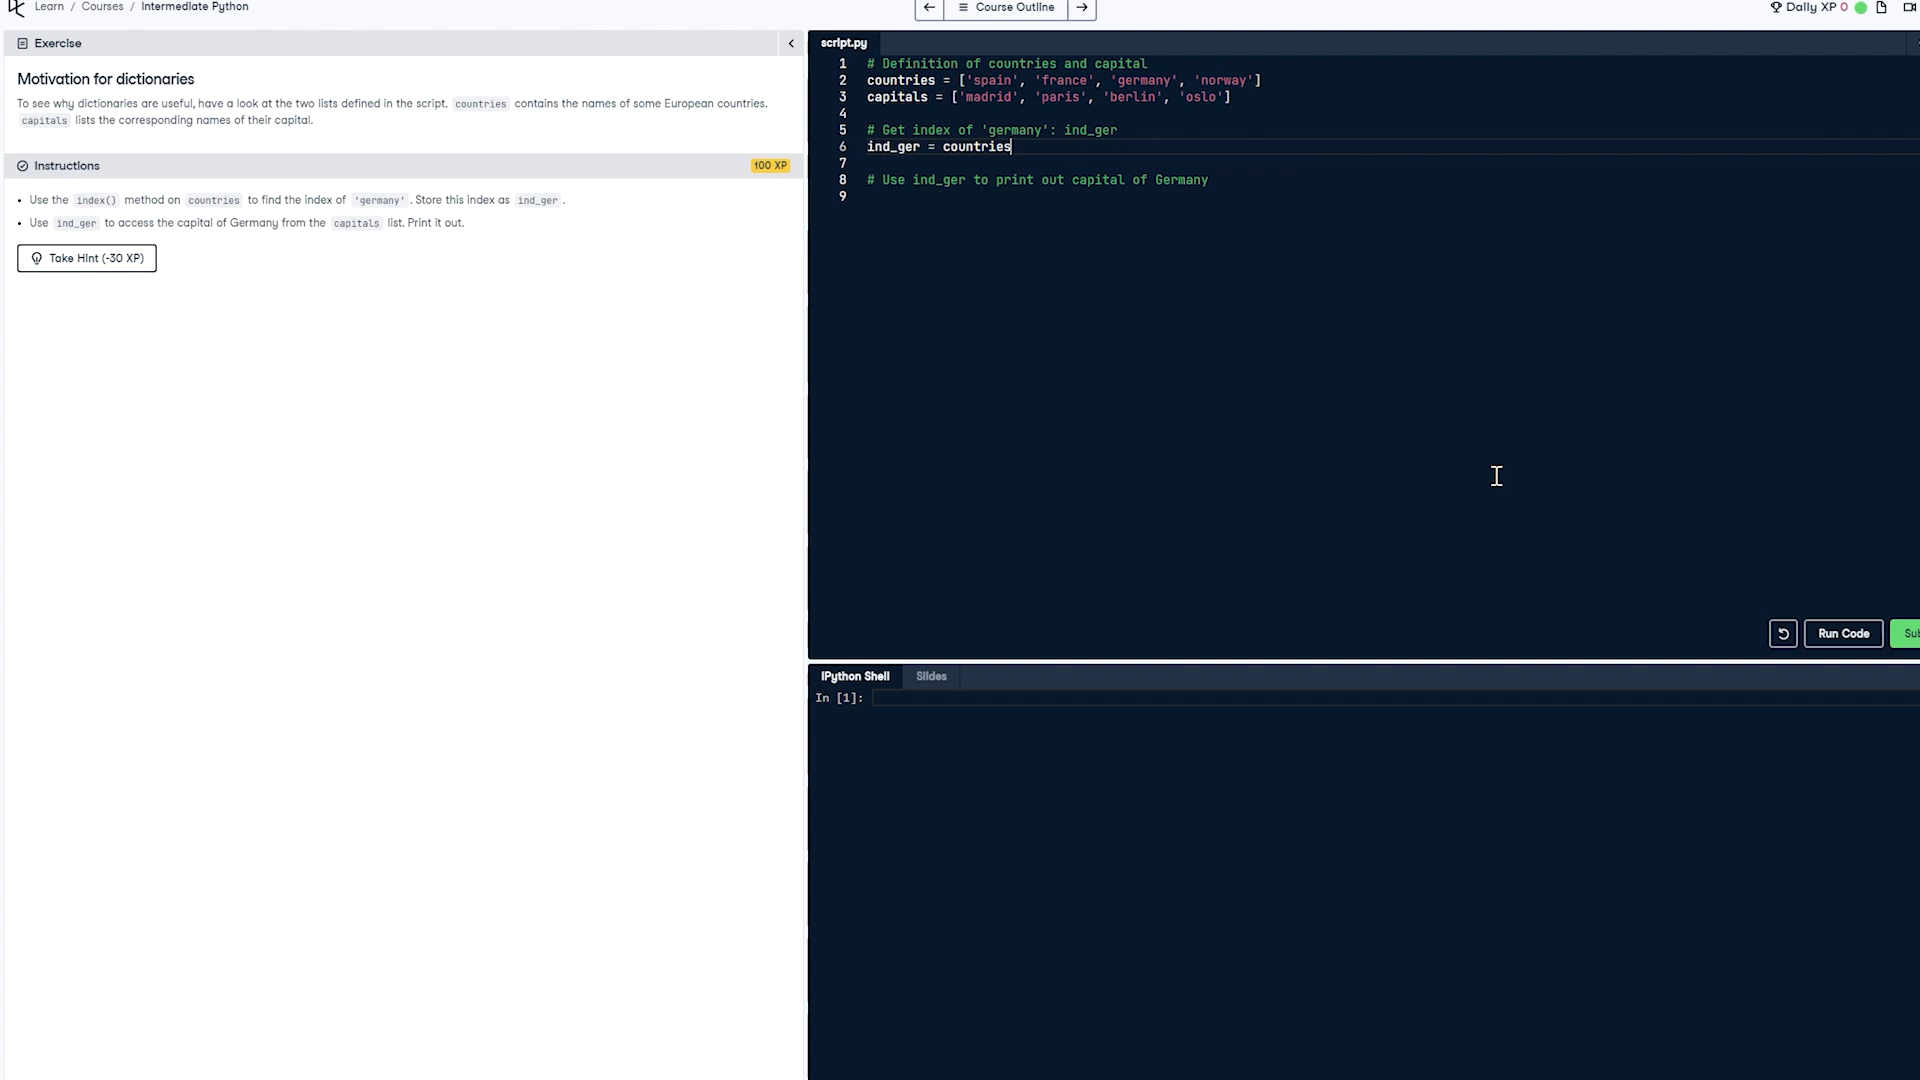 Learn / Courses / Intermediate Python
Course Outline
Daily XP 0
Exercise
Motivation for dictionaries
To see why dictionaries are useful, have a look at the two lists defined in the script. countries contains the names of some European countries.
capitals lists the corresponding names of their capital.
Instructions
100 XP
• Use the index() method on countries to find the index of 'germany'. Store this index as ind_ger.
• Use ind_ger to access the capital of Germany from the capitals list. Print it out.
Take Hint (-30 XP)
script.py
1 # Definition of countries and capital
2 countries = ['spain', 'france', 'germany', 'norway']
3 capitals = ['madrid', 'paris', 'berlin', 'oslo']
4
5 # Get index of 'germany': ind_ger
6 ind_ger = countries
7
8 # Use ind_ger to print out capital of Germany
9
Run Code
Su
IPython Shell
Slides
In [1]: